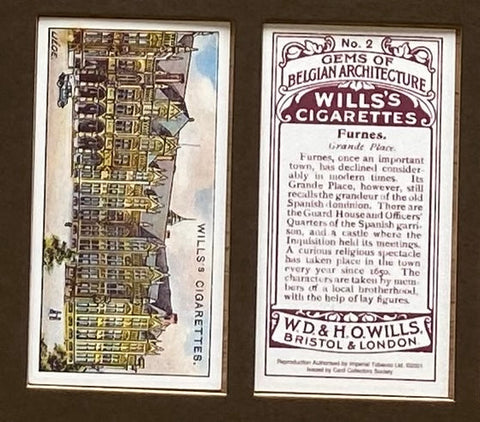 LIÈGE.
WILLS'S CIGARETTES.
No. 2
GEMS OF
BELGIAN ARCHITECTURE
WILLS'S
CIGARETTES
Furnes.
Grande Place.
Furnes, once an important
town, has declined consider-
ably in modern times. Its
Grande Place, however, still
recalls the grandeur of the old
Spanish dominion. There are
the Guard House and Officers'
Quarters of the Spanish garri-
son, and a castle where the
Inquisition held its meetings.
A curious religious spectacle
has taken place in the town
every year since 1650. The
characters are taken by mem-
bers of a local brotherhood,
with the help of lay figures.
W.D. & H.O. WILLS,
BRISTOL & LONDON.
Reproduction Authorised by Imperial Tobacco Ltd. ©2001
Issued by Card Collectors Society